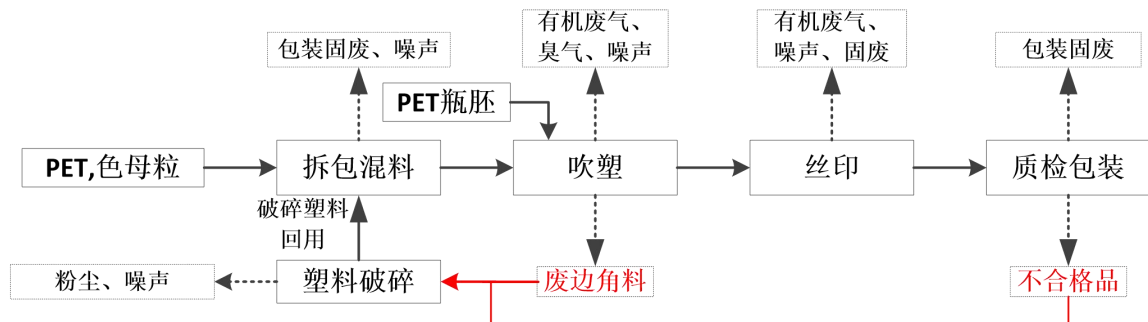 包装固废、噪声
有机废气、
臭气、噪声
有机废气、
噪声、固废
包装固废
PET瓶胚
PET,色母粒
拆包混料
吹塑
丝印
质检包装
破碎塑料
回用
粉尘、噪声
塑料破碎
废边角料
不合格品